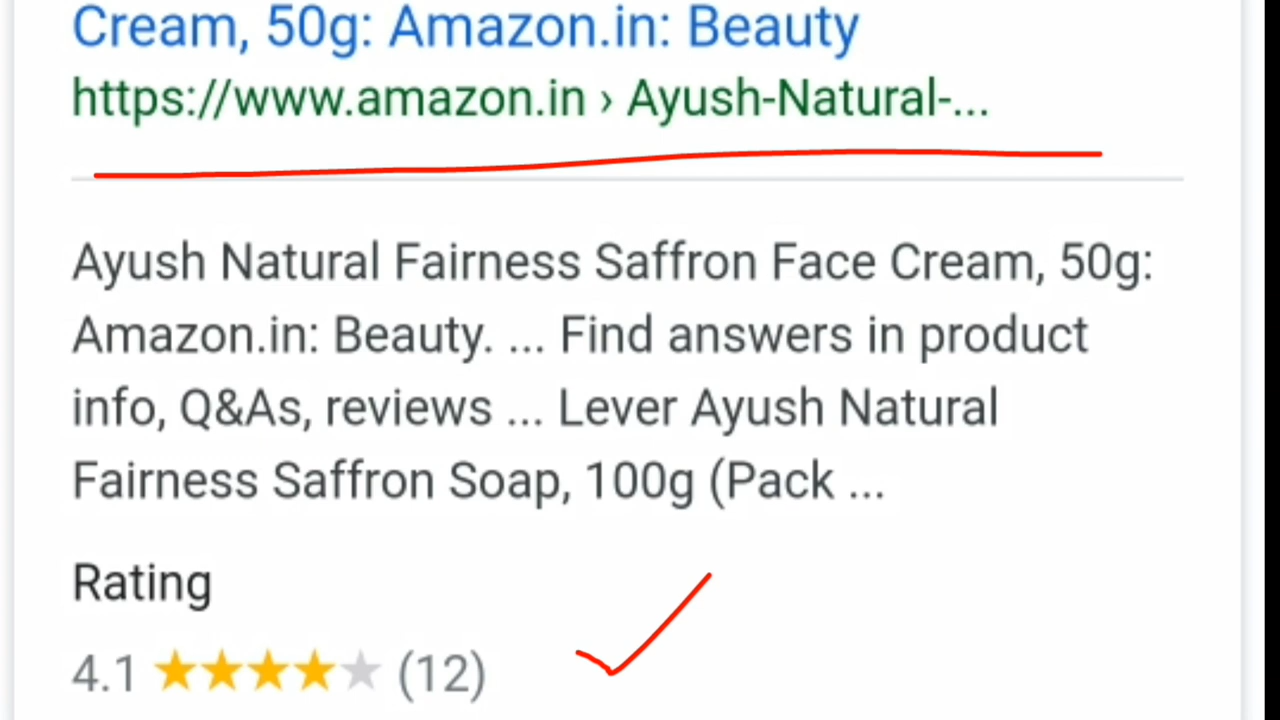 Cream, 50g: Amazon.in: Beauty
https://www.amazon.in › Ayush-Natural-...
Ayush Natural Fairness Saffron Face Cream, 50g:
Amazon.in: Beauty. ... Find answers in product
info, Q&As, reviews ... Lever Ayush Natural
Fairness Saffron Soap, 100g (Pack ...
Rating
4.1 ★★★★★ (12)